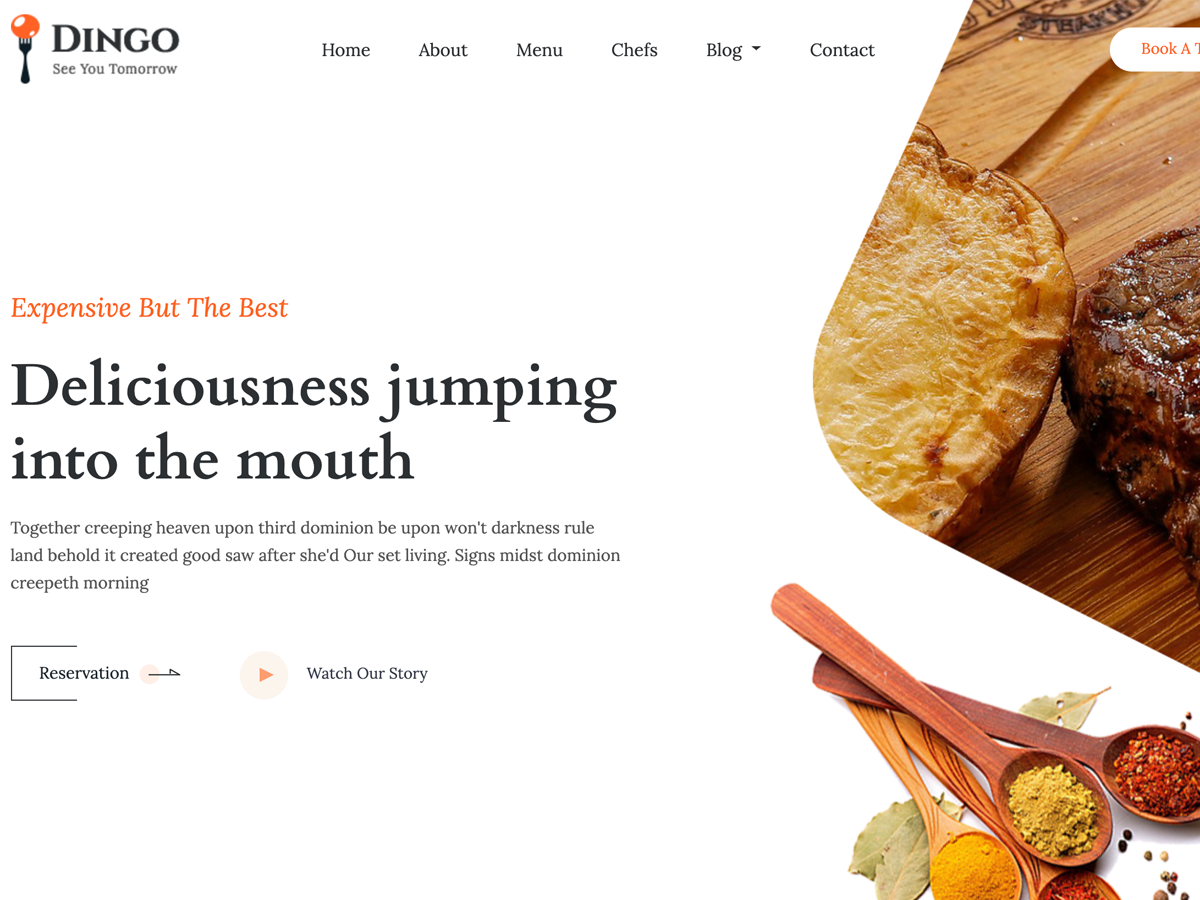 DINGO
See You Tomorrow
Home About Menu Chefs Blog Contact
Book A T
STEAKW
Expensive But The Best
Deliciousness jumping
into the mouth
Together creeping heaven upon third dominion be upon won't darkness rule
land behold it created good saw after she'd Our set living. Signs midst dominion
creepeth morning
Reservation
Watch Our Story